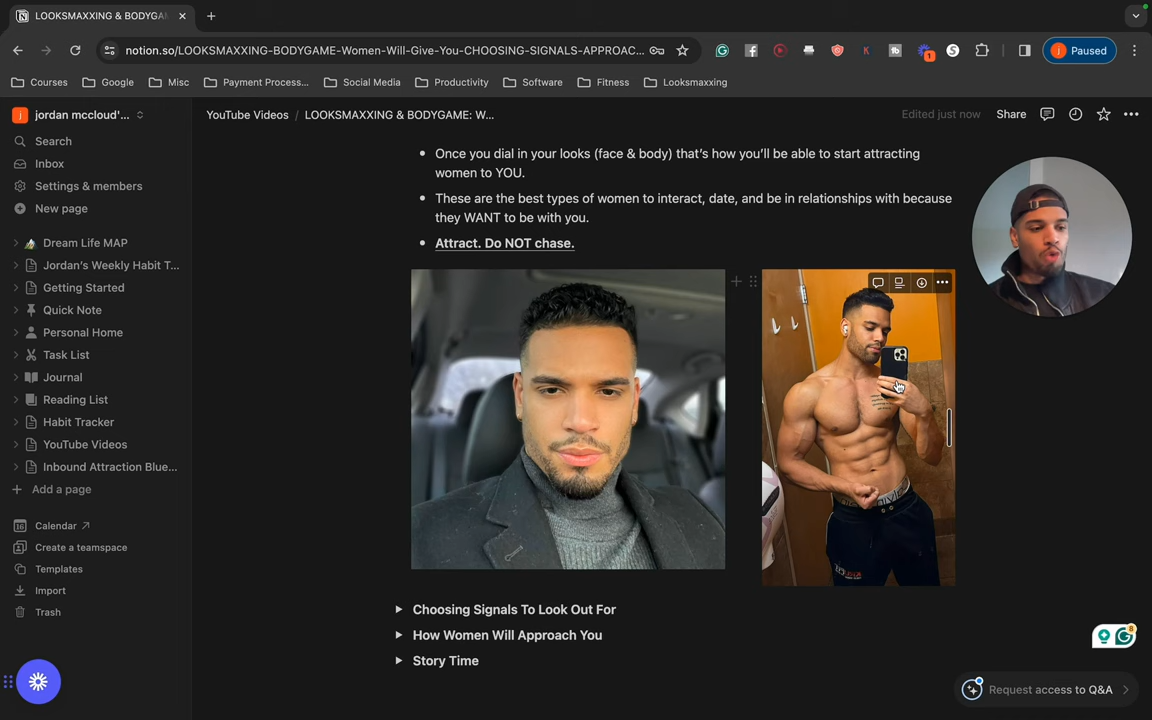 LOOKSMAXXING & BODYGA
notion.so/LOOKSMAXXING-BODYGAME-Women-Will-Give-You-CHOOSING-SIGNALS-APPROAC...
Paused
Courses
Google
Misc
Payment Process...
Social Media
Productivity
Software
Fitness
Looksmaxxing
jordan mccloud'...
YouTube Videos / LOOKSMAXXING & BODYGAME: W...
Edited just now
Share
Search
Inbox
Settings & members
New page
Dream Life MAP
Jordan's Weekly Habit T...
Getting Started
Quick Note
Personal Home
Task List
Journal
Reading List
Habit Tracker
YouTube Videos
Inbound Attraction Blue...
Add a page
Calendar
Create a teamspace
Templates
Import
Trash
Once you dial in your looks (face & body) that's how you'll be able to start attracting
women to YOU.
These are the best types of women to interact, date, and be in relationships with because
they WANT to be with you.
Attract. Do NOT chase.
Choosing Signals To Look Out For
How Women Will Approach You
Story Time
Request access to Q&A